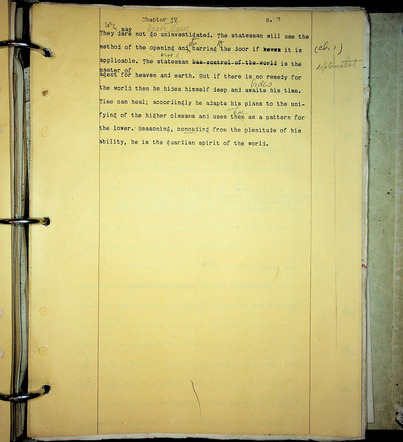 Chapter IV p. 7
may
They dare not go uninvestigated. The statesman will use the
method of the opening and barring the door if it is
applicable. The statesman has control of the world is the
master of
agent for heaven and earth. But if there is no remedy for
the world then he hides himself deep and awaits his time.
Time can heal; accordingly he adapts his plans to the uni-
fying of the higher classes and uses them as a pattern for
the lower. Reasoning, conceding from the plenitude of his
ability, he is the guardian spirit of the world.
(ch. 1)